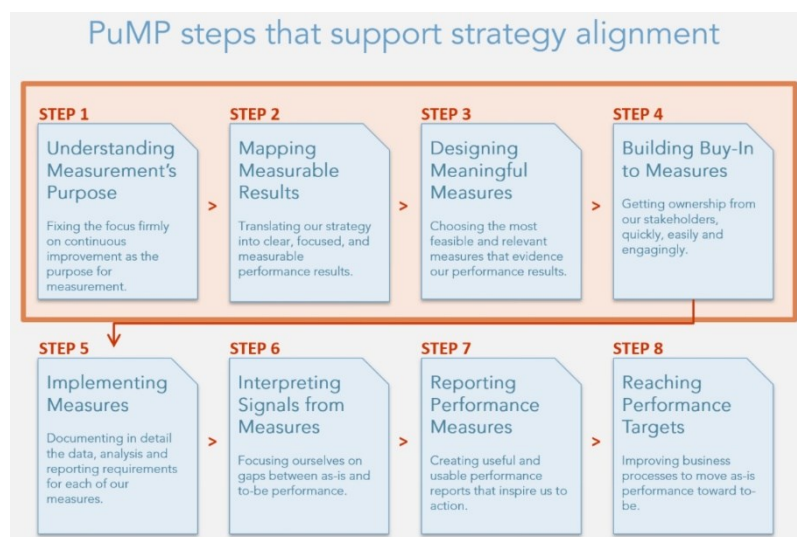 PuMP steps that support strategy alignment
STEP 1
Understanding
Measurement's
Purpose
Fixing the focus firmly
on continuous
improvement as the
purpose for
measurement.
>
STEP 2
Mapping
Measurable
Results
Translating our strategy
into clear, focused, and
measurable
performance results.
>
STEP 3
Designing
Meaningful
Measures
Choosing the most
feasible and relevant
measures that evidence
our performance results.
>
STEP 4
Building Buy-In
to Measures
Getting ownership from
our stakeholders,
quickly, easily and
engagingly.
STEP 5
Implementing
Measures
Documenting in detail
the data, analysis and
reporting requirements
for each of our
measures.
>
STEP 6
Interpreting
Signals from
Measures
Focusing ourselves on
gaps between as-is and
to-be performance.
>
STEP 7
Reporting
Performance
Measures
Creating useful and
usable performance
reports that inspire us to
action.
>
STEP 8
Reaching
Performance
Targets
Improving business
processes to move as-is
performance toward to-
be.